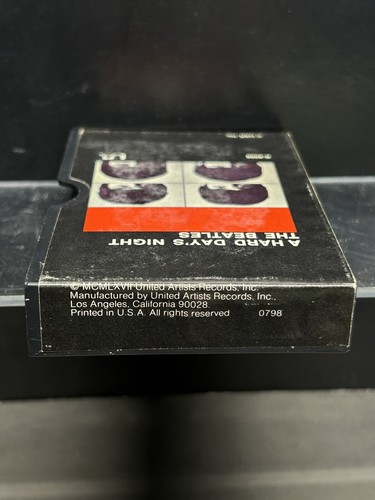 A HARD DAY'S NIGHT
THE BEATLES
© MCMLXVII United Artists Records, Inc.
Manufactured by United Artists Records, Inc.,
Los Angeles, California 90028.
Printed in U.S.A. All rights reserved 0798